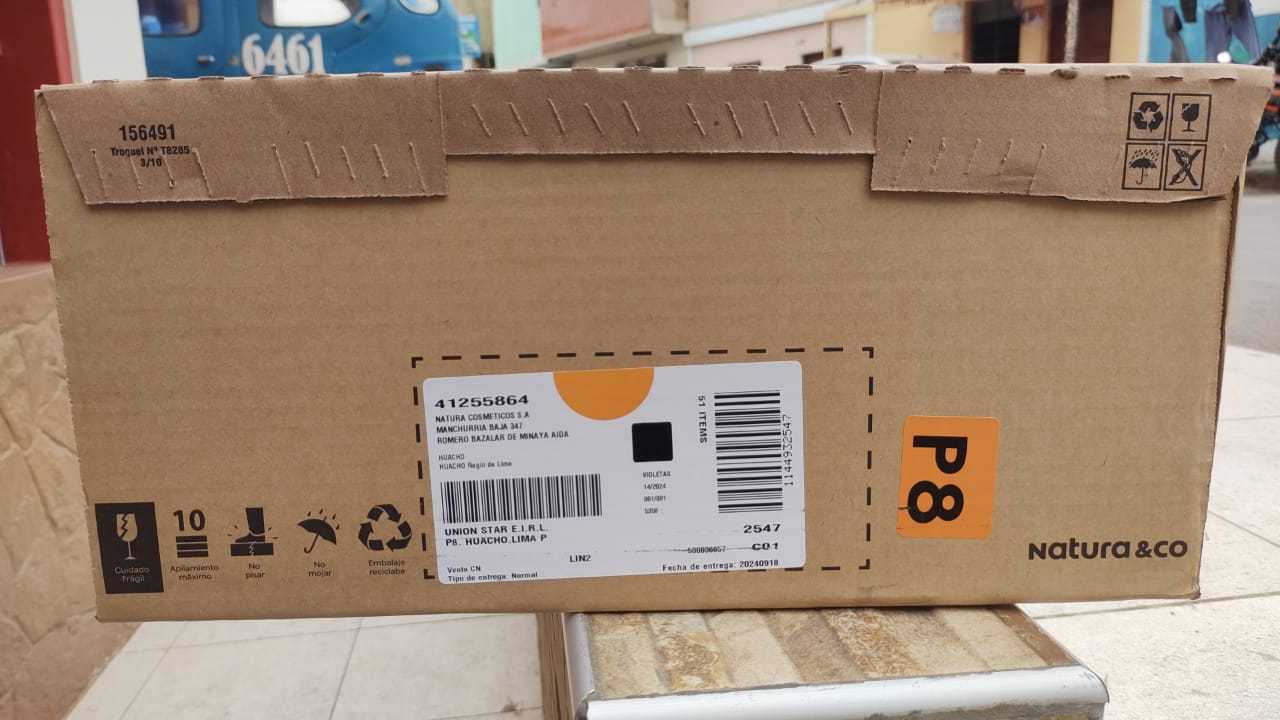 6461
156491
Troquel Nº T8285
3/10
41255864
NATURA COSMETICOS S.A
MANCHURRIA BAJA 347
ROMERO BAZALAR DE MINAYA AIDA
HUACHO
HUACHO Regio de Lima
51 ITEMS
1144932547
VIOLETAS
14/2024
001/001
UNION STAR E.I.R.L.
P8. HUACHO.LIMA P
2547
C01
LIN2
Venta CN
Tipo de entrega: Normal
Fecha de entrega: 20240918
P8
Cuidado
Frágil
10
Apilamiento
máximo
No
pisar
No
mojar
Embalaje
reciclable
Natura &CO